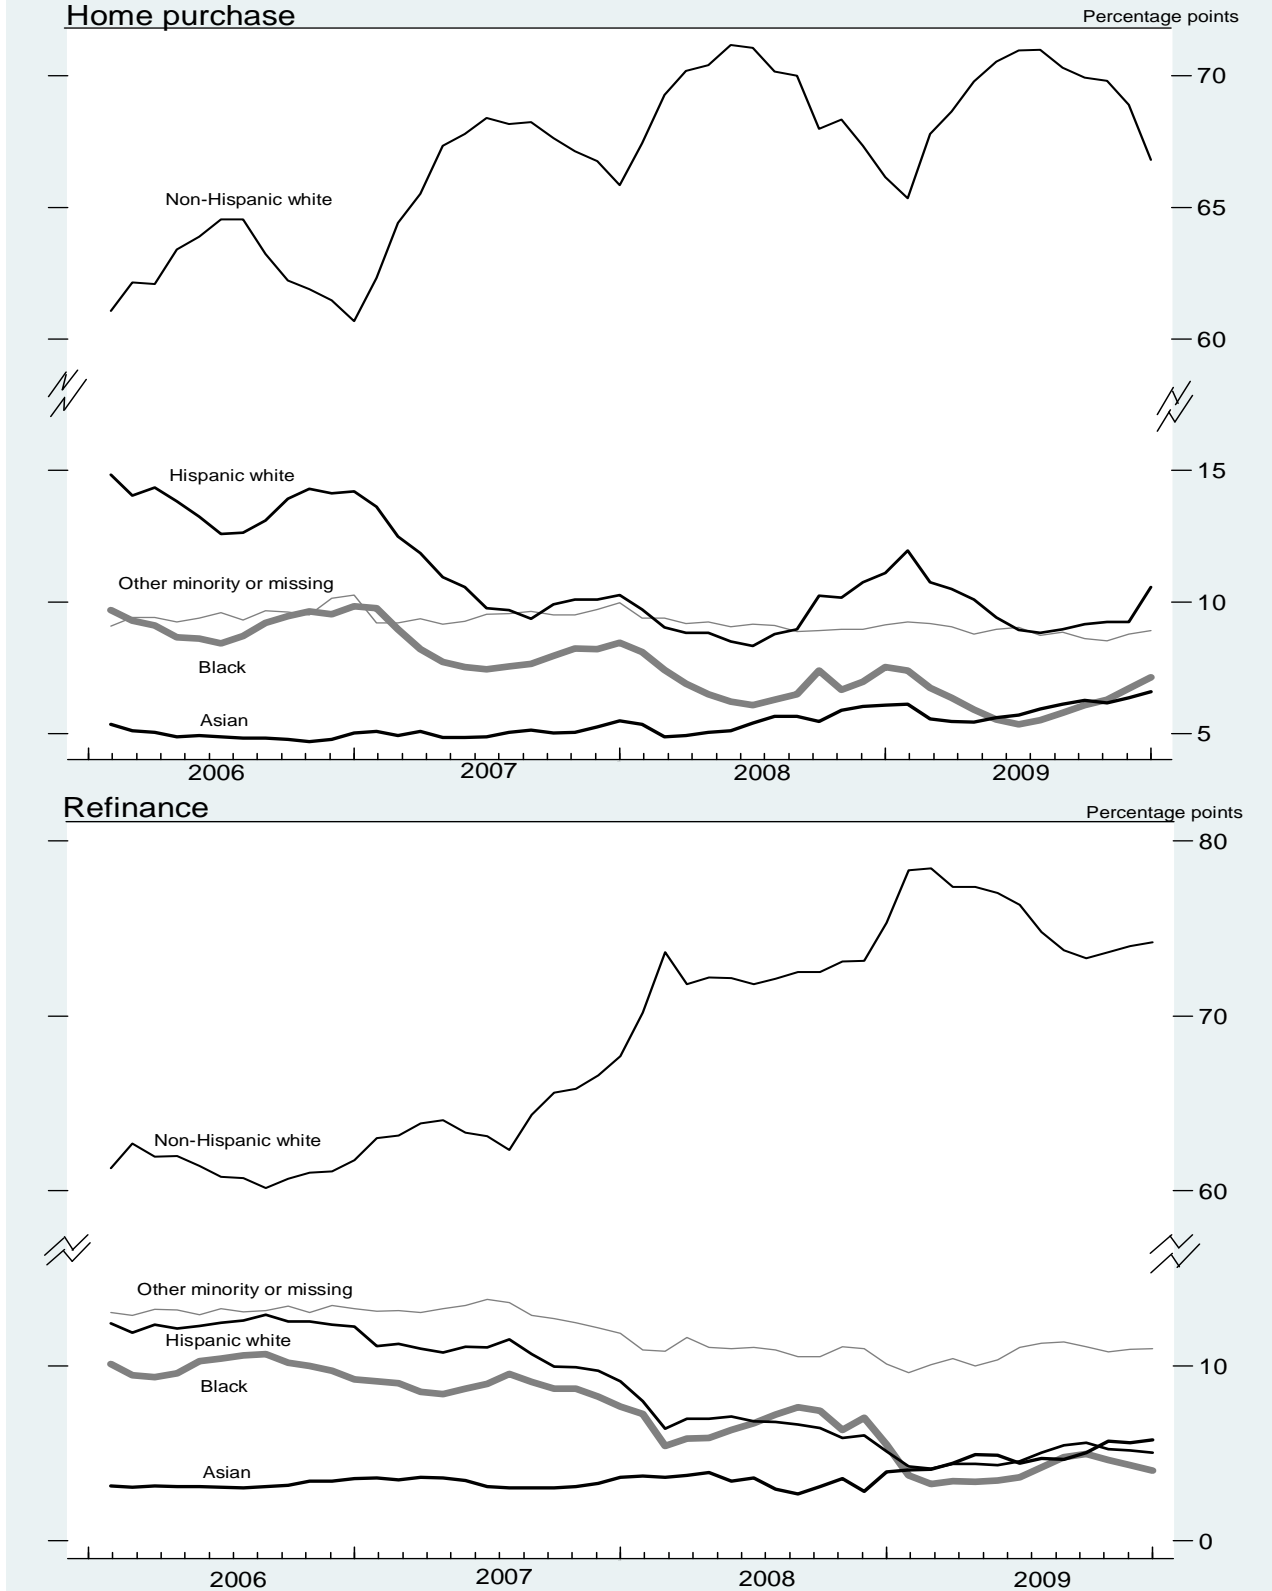 Home purchase
Percentage points
70
Non-Hispanic white
65
60
Hispanic white
15
Other minority or missing
10
Black
Asian
5
2006 2007 2008 2009
Refinance
Percentage points
80
70
Non-Hispanic white
60
Other minority or missing
Hispanic white
10
Black
Asian
0
2006 2007 2008 2009